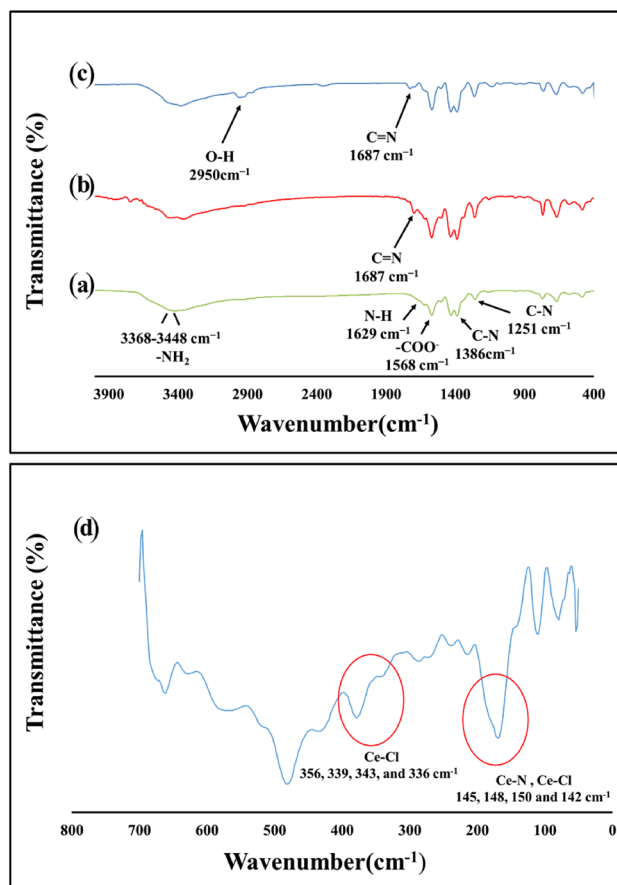 Transmittance (%)
(c)
O-H
2950cm⁻¹
C=N
1687 cm⁻¹
(b)
C=N
1687 cm⁻¹
(a)
3368-3448 cm⁻¹
-NH₂
N-H
1629 cm⁻¹
-COO⁻
1568 cm⁻¹
C-N
1386cm⁻¹
C-N
1251 cm⁻¹
3900 3400 2900 2400 1900 1400 900 400
Wavenumber(cm⁻¹)
Transmittance (%)
(d)
Ce-Cl
356, 339, 343, and 336 cm⁻¹
Ce-N , Ce-Cl
145, 148, 150 and 142 cm⁻¹
800 700 600 500 400 300 200 100 0
Wavenumber(cm⁻¹)